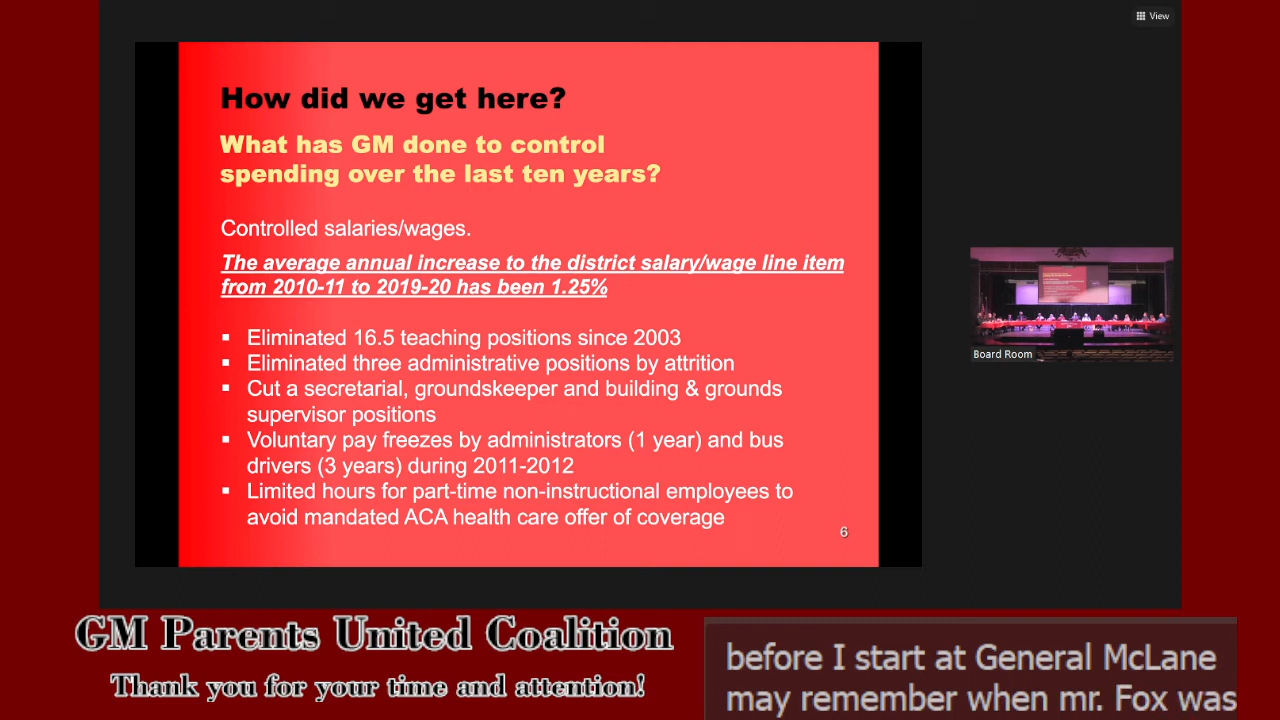 View
How did we get here?
What has GM done to control
spending over the last ten years?
Controlled salaries/wages.
The average annual increase to the district salary/wage line item
from 2010-11 to 2019-20 has been 1.25%
▪ Eliminated 16.5 teaching positions since 2003
▪ Eliminated three administrative positions by attrition
▪ Cut a secretarial, groundskeeper and building & grounds
supervisor positions
▪ Voluntary pay freezes by administrators (1 year) and bus
drivers (3 years) during 2011-2012
▪ Limited hours for part-time non-instructional employees to
avoid mandated ACA health care offer of coverage
6
Board Room
GM Parents United Coalition
Thank you for your time and attention!
before I start at General McLane
may remember when mr. Fox was